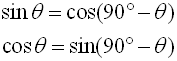 sin θ = cos(90° − θ)
cos θ = sin(90° − θ)